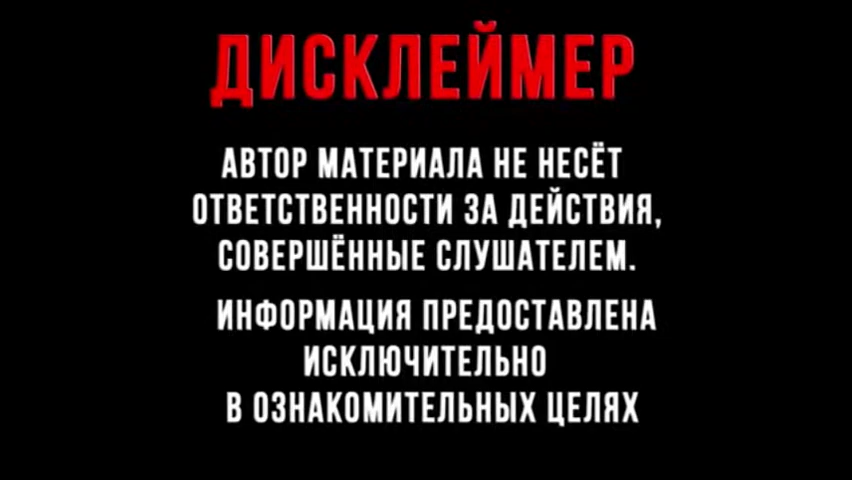 ДИСКЛЕЙМЕР
АВТОР МАТЕРИАЛА НЕ НЕСЁТ
ОТВЕТСТВЕННОСТИ ЗА ДЕЙСТВИЯ,
СОВЕРШЁННЫЕ СЛУШАТЕЛЕМ.
ИНФОРМАЦИЯ ПРЕДОСТАВЛЕНА
ИСКЛЮЧИТЕЛЬНО
В ОЗНАКОМИТЕЛЬНЫХ ЦЕЛЯХ